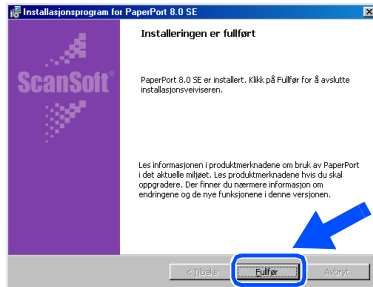 Installasjonsprogram for PaperPort 8.0 SE
Installeringen er fullført
ScanSoft®
PaperPort 8.0 SE er installert. Klikk på Fullfør for å avslutte
installasjonsveiviseren.
Les informasjonen i produktmerknadene om bruk av PaperPort
i det aktuelle miljøet. Les produktmerknadene hvis du skal
oppgradere. Der finner du nærmere informasjon om
endringene og de nye funksjonene i denne versjonen.
< Tilbake
Fullfør
Avbryt